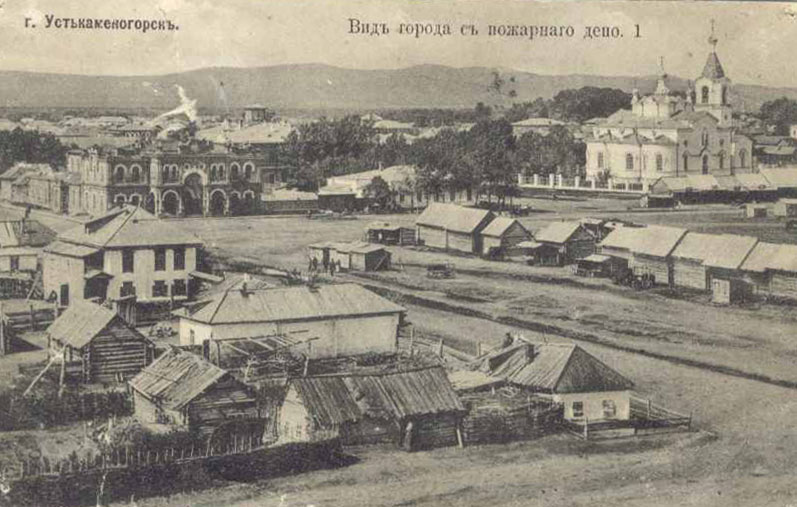 г. Устькаменогорскъ.
Видъ города съ пожарнаго депо. 1